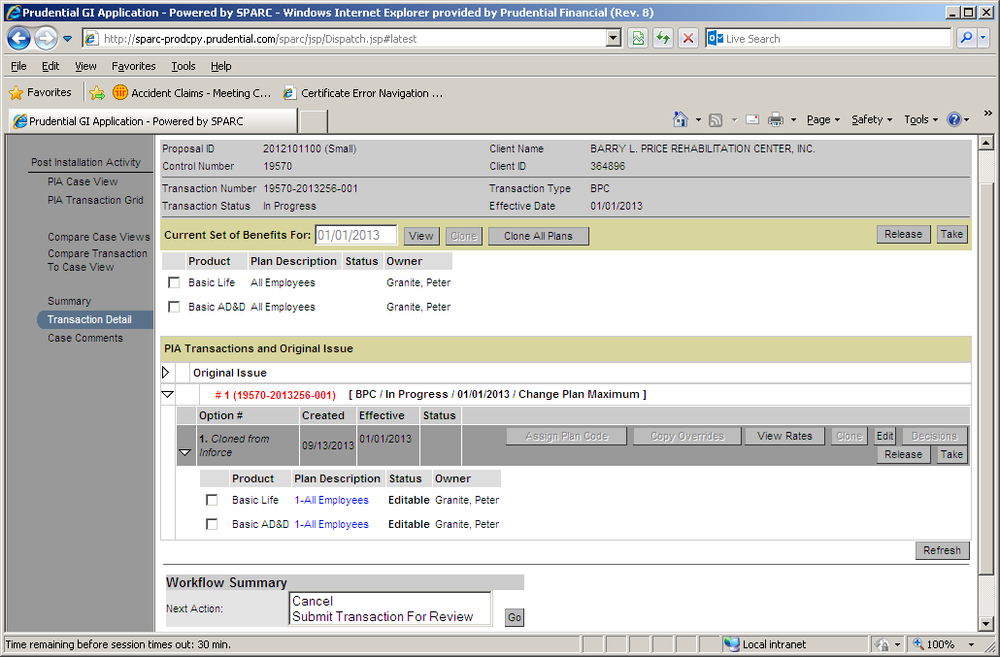 Prudential GI Application - Powered by SPARC - Windows Internet Explorer provided by Prudential Financial (Rev. 8)
http://sparc-prodcpy.prudential.com/sparc/jsp/Dispatch.jsp#latest
Live Search
File Edit View Favorites Tools Help
Favorites Accident Claims - Meeting C... Certificate Error Navigation ...
Prudential GI Application - Powered by SPARC
Page Safety Tools »
Post Installation Activity
PIA Case View
PIA Transaction Grid
Compare Case Views
Compare Transaction
To Case View
Summary
Transaction Detail
Case Comments
Proposal ID 2012101100 (Small) Client Name BARRY L. PRICE REHABILITATION CENTER, INC.
Control Number 19570 Client ID 364896
Transaction Number 19570-2013256-001 Transaction Type BPC
Transaction Status In Progress Effective Date 01/01/2013
Current Set of Benefits For: 01/01/2013 View Clone Clone All Plans Release Take
Product Plan Description Status Owner
Basic Life All Employees Granite, Peter
Basic AD&D All Employees Granite, Peter
PIA Transactions and Original Issue
Original Issue
# 1 (19570-2013256-001) [ BPC / In Progress / 01/01/2013 / Change Plan Maximum ]
Option # Created Effective Status
1. Cloned from
Inforce 09/13/2013 01/01/2013 Assign Plan Code Copy Overrides View Rates Clone Edit Decisions
Release Take
Product Plan Description Status Owner
Basic Life 1-All Employees Editable Granite, Peter
Basic AD&D 1-All Employees Editable Granite, Peter
Refresh
Workflow Summary
Next Action: Cancel
Submit Transaction For Review Go
Time remaining before session times out: 30 min. Local intranet 100%